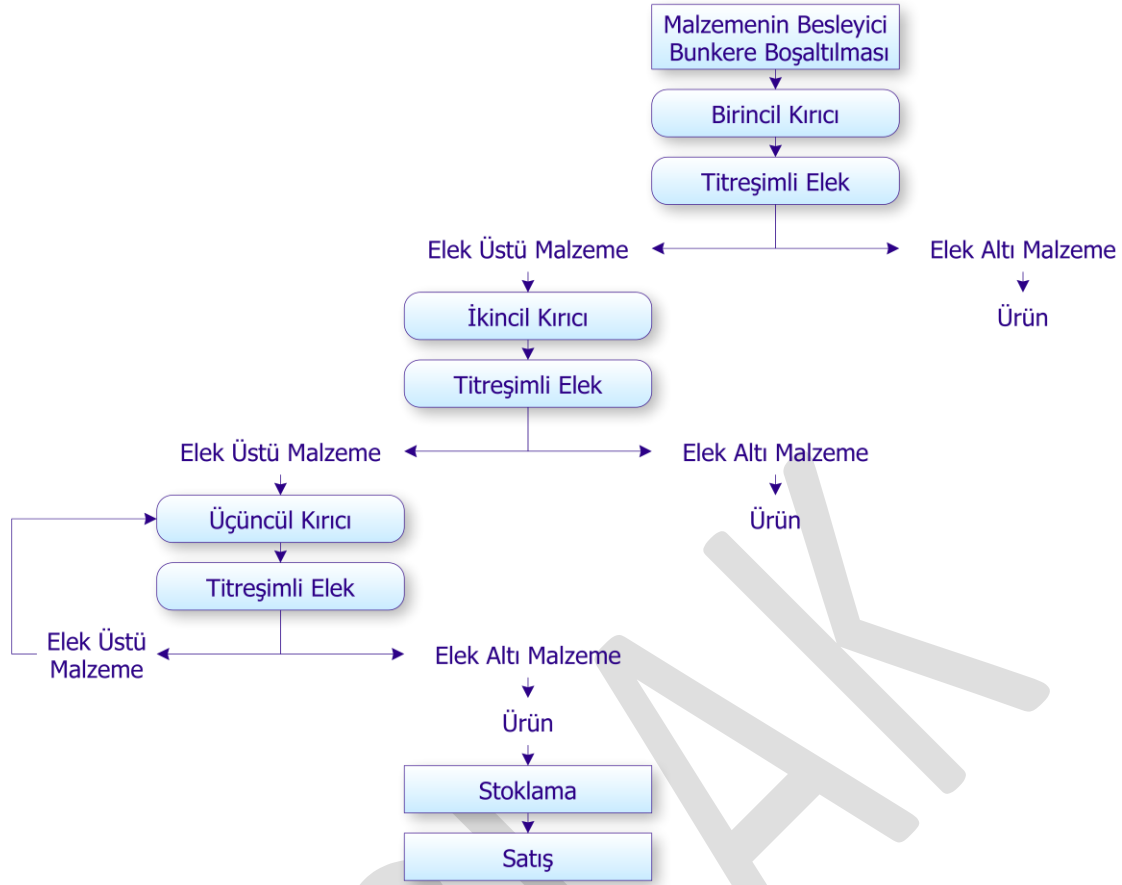 Malzemenin Besleyici
Bunkere Boşaltılması
Birincil Kırıcı
Titreşimli Elek
Elek Üstü Malzeme
Elek Altı Malzeme
Ürün
İkincil Kırıcı
Titreşimli Elek
Elek Üstü Malzeme
Elek Altı Malzeme
Ürün
Üçüncül Kırıcı
Titreşimli Elek
Elek Üstü
Malzeme
Elek Altı Malzeme
Ürün
Stoklama
Satış